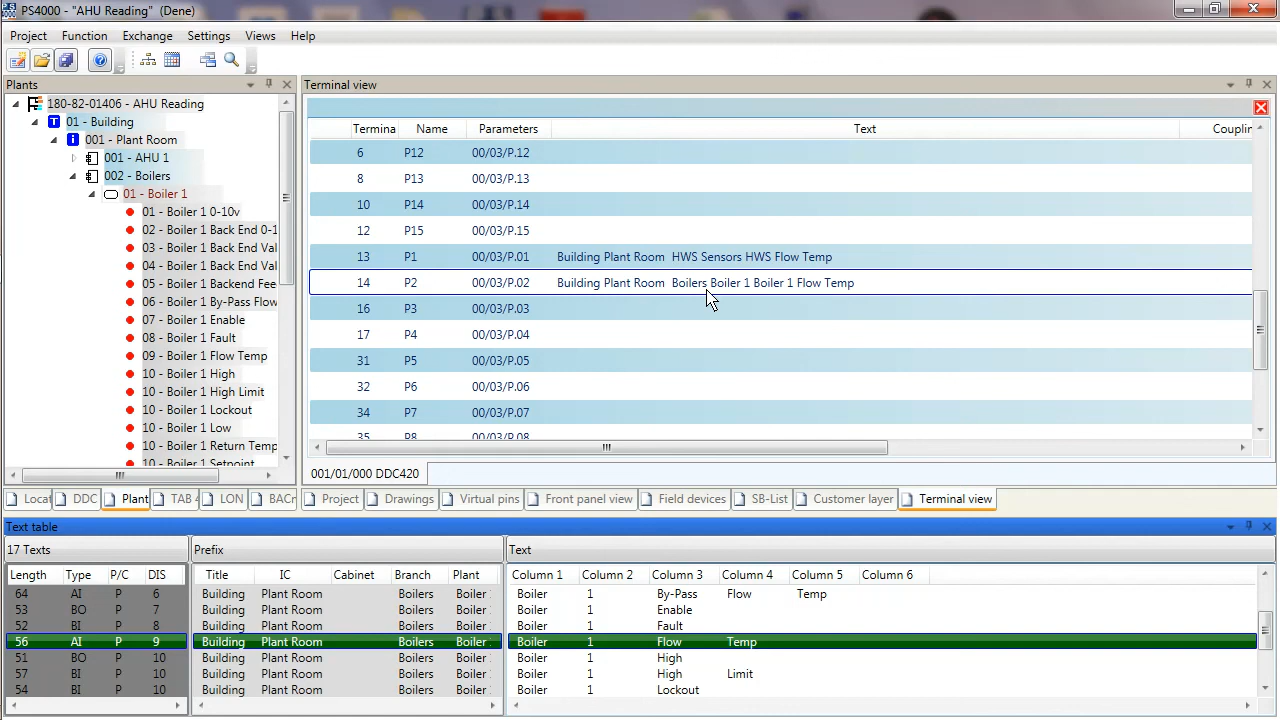 PS4000 - "AHU Reading" (Dene)
Project Function Exchange Settings Views Help
Plants
180-82-01406 - AHU Reading
01 - Building
001 - Plant Room
001 - AHU 1
002 - Boilers
01 - Boiler 1
01 - Boiler 1 0-10v
02 - Boiler 1 Back End 0-1
03 - Boiler 1 Back End Val
04 - Boiler 1 Back End Val
05 - Boiler 1 Backend Fee
06 - Boiler 1 By-Pass Flow
07 - Boiler 1 Enable
08 - Boiler 1 Fault
09 - Boiler 1 Flow Temp
10 - Boiler 1 High
10 - Boiler 1 High Limit
10 - Boiler 1 Lockout
10 - Boiler 1 Low
10 - Boiler 1 Return Temp
10 - Boiler 1 Setpoint
Locat DDC Plant TAB 4 LON BACr
Terminal view
Termina Name Parameters Text Couplin
6 P12 00/03/P.12
8 P13 00/03/P.13
10 P14 00/03/P.14
12 P15 00/03/P.15
13 P1 00/03/P.01 Building Plant Room HWS Sensors HWS Flow Temp
14 P2 00/03/P.02 Building Plant Room Boilers Boiler 1 Boiler 1 Flow Temp
16 P3 00/03/P.03
17 P4 00/03/P.04
31 P5 00/03/P.05
32 P6 00/03/P.06
34 P7 00/03/P.07
35 P8 00/03/P.08
001/01/000 DDC420
Project Drawings Virtual pins Front panel view Field devices SB-List Customer layer Terminal view
Text table
17 Texts Prefix Text
Length Type P/C DIS Title IC Cabinet Branch Plant Column 1 Column 2 Column 3 Column 4 Column 5 Column 6
64 AI P 6 Building Plant Room Boilers Boiler Boiler 1 By-Pass Flow Temp
53 BO P 7 Building Plant Room Boilers Boiler Boiler 1 Enable
52 BI P 8 Building Plant Room Boilers Boiler Boiler 1 Fault
56 AI P 9 Building Plant Room Boilers Boiler Boiler 1 Flow Temp
51 BO P 10 Building Plant Room Boilers Boiler Boiler 1 High
57 BI P 10 Building Plant Room Boilers Boiler Boiler 1 High Limit
54 BI P 10 Building Plant Room Boilers Boiler Boiler 1 Lockout